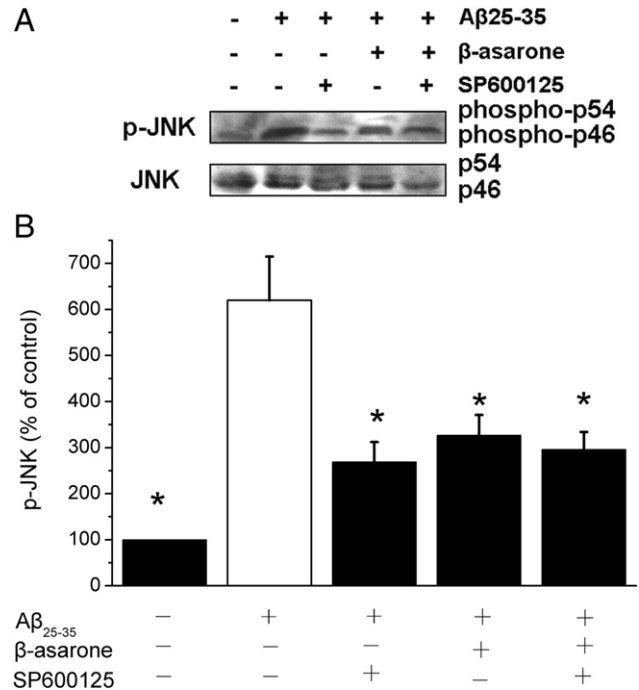 A
- + + + + Aβ25-35
- - - + + β-asarone
- - + - + SP600125
p-JNK phospho-p54
phospho-p46
JNK p54
p46
B
700
600
500
400
300
200
100
0
p-JNK (% of control)
* * * *
Aβ25-35 − + + + +
β-asarone − − − + +
SP600125 − − + − +